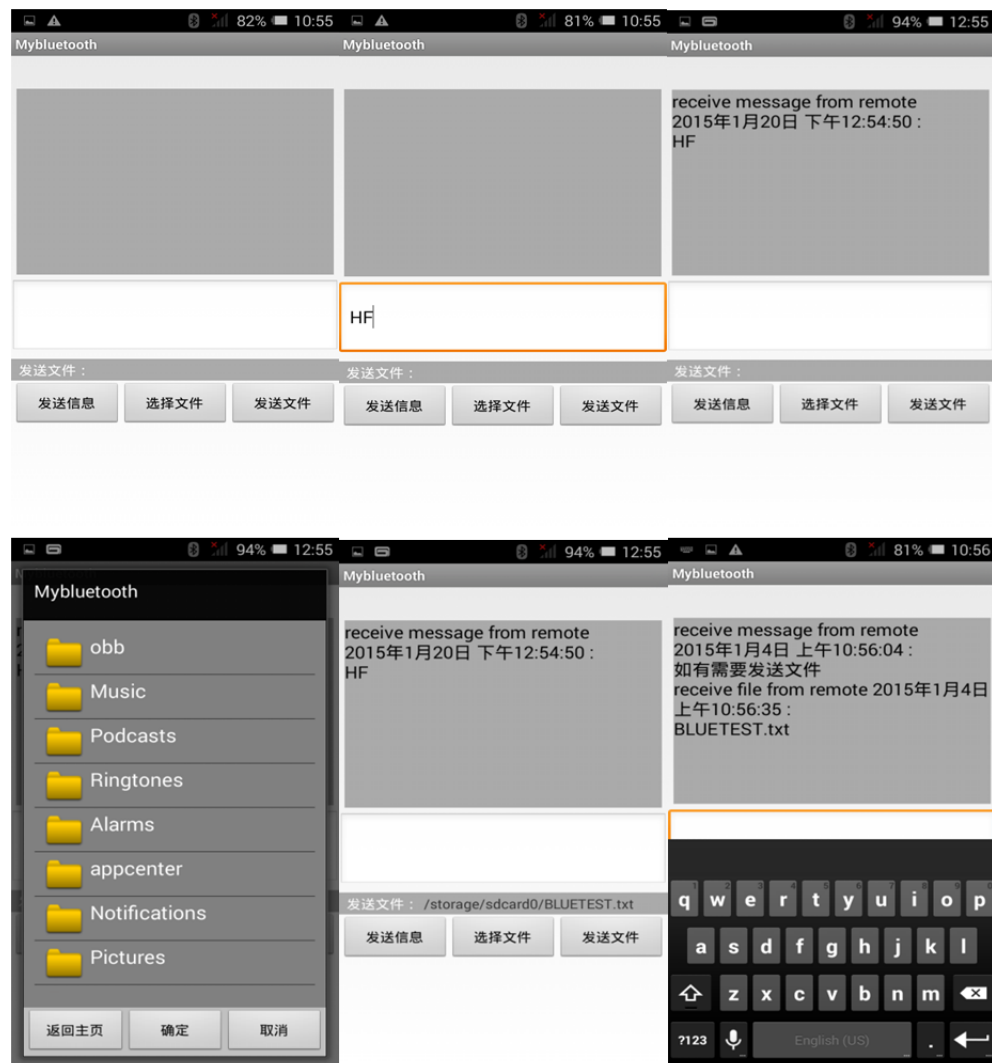 82% 10:55
Mybluetooth
发送文件：
发送信息 选择文件 发送文件
81% 10:55
Mybluetooth
HF
发送文件：
发送信息 选择文件 发送文件
94% 12:55
Mybluetooth
receive message from remote
2015年1月20日 下午12:54:50 :
HF
发送文件：
发送信息 选择文件 发送文件
94% 12:55
Mybluetooth
obb
Music
Podcasts
Ringtones
Alarms
appcenter
Notifications
Pictures
返回主页 确定 取消
94% 12:55
Mybluetooth
receive message from remote
2015年1月20日 下午12:54:50 :
HF
发送文件： /storage/sdcard0/BLUETEST.txt
发送信息 选择文件 发送文件
81% 10:56
Mybluetooth
receive message from remote
2015年1月4日 上午10:56:04 :
如有需要发送文件
receive file from remote 2015年1月4日
上午10:56:35 :
BLUETEST.txt
1 2 3 4 5 6 7 8 9 0
q w e r t y u i o p
a s d f g h j k l
z x c v b n m
?123 English (US) .